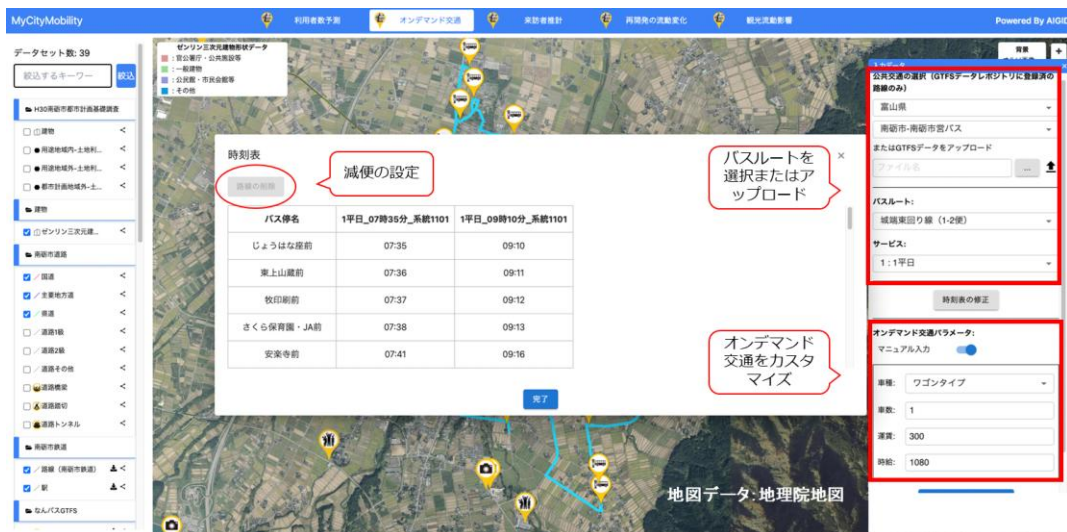 MyCityMobility
利用者数予測
オンデマンド交通
来訪者推計
再開発の流動変化
観光流動影響
Powered By AIGID
データセット数: 39
絞込するキーワー
絞込
H30南砺市都市計画基礎調査
建物
用途地域内-土地利...
用途地域外-土地利...
都市計画地域外-土...
建物
ゼンリン三次元建...
南砺市道路
国道
主要地方道
県道
道路1級
道路2級
道路その他
道路橋梁
道路踏切
道路トンネル
南砺市鉄道
路線（南砺市鉄道）
駅
なんバスGTFS
ゼンリン三次元建物形状データ
: 官公署庁・公共施設等
: 一般建物
: 公民館・市民会館等
: その他
時刻表
路線の削除
減便の設定
バスルートを
選択またはア
ップロード
×
バス停名 1平日_07時35分_系統1101 1平日_09時10分_系統1101
じょうはな座前 07:35 09:10
東上山蔵前 07:36 09:11
牧印刷前 07:37 09:12
さくら保育園・JA前 07:38 09:13
安楽寺前 07:41 09:16
オンデマンド
交通をカスタ
マイズ
完了
地図データ:地理院地図
背景
+
入力データ
公共交通の選択（GTFSデータレポジトリに登録済の
路線のみ）
富山県
南砺市-南砺市営バス
またはGTFSデータをアップロード
ファイル名
...
バスルート:
城端東回り線（1-2便）
サービス:
1 : 1平日
時刻表の修正
オンデマンド交通パラメータ:
マニュアル入力
車種: ワゴンタイプ
車数: 1
運賃: 300
時給: 1080